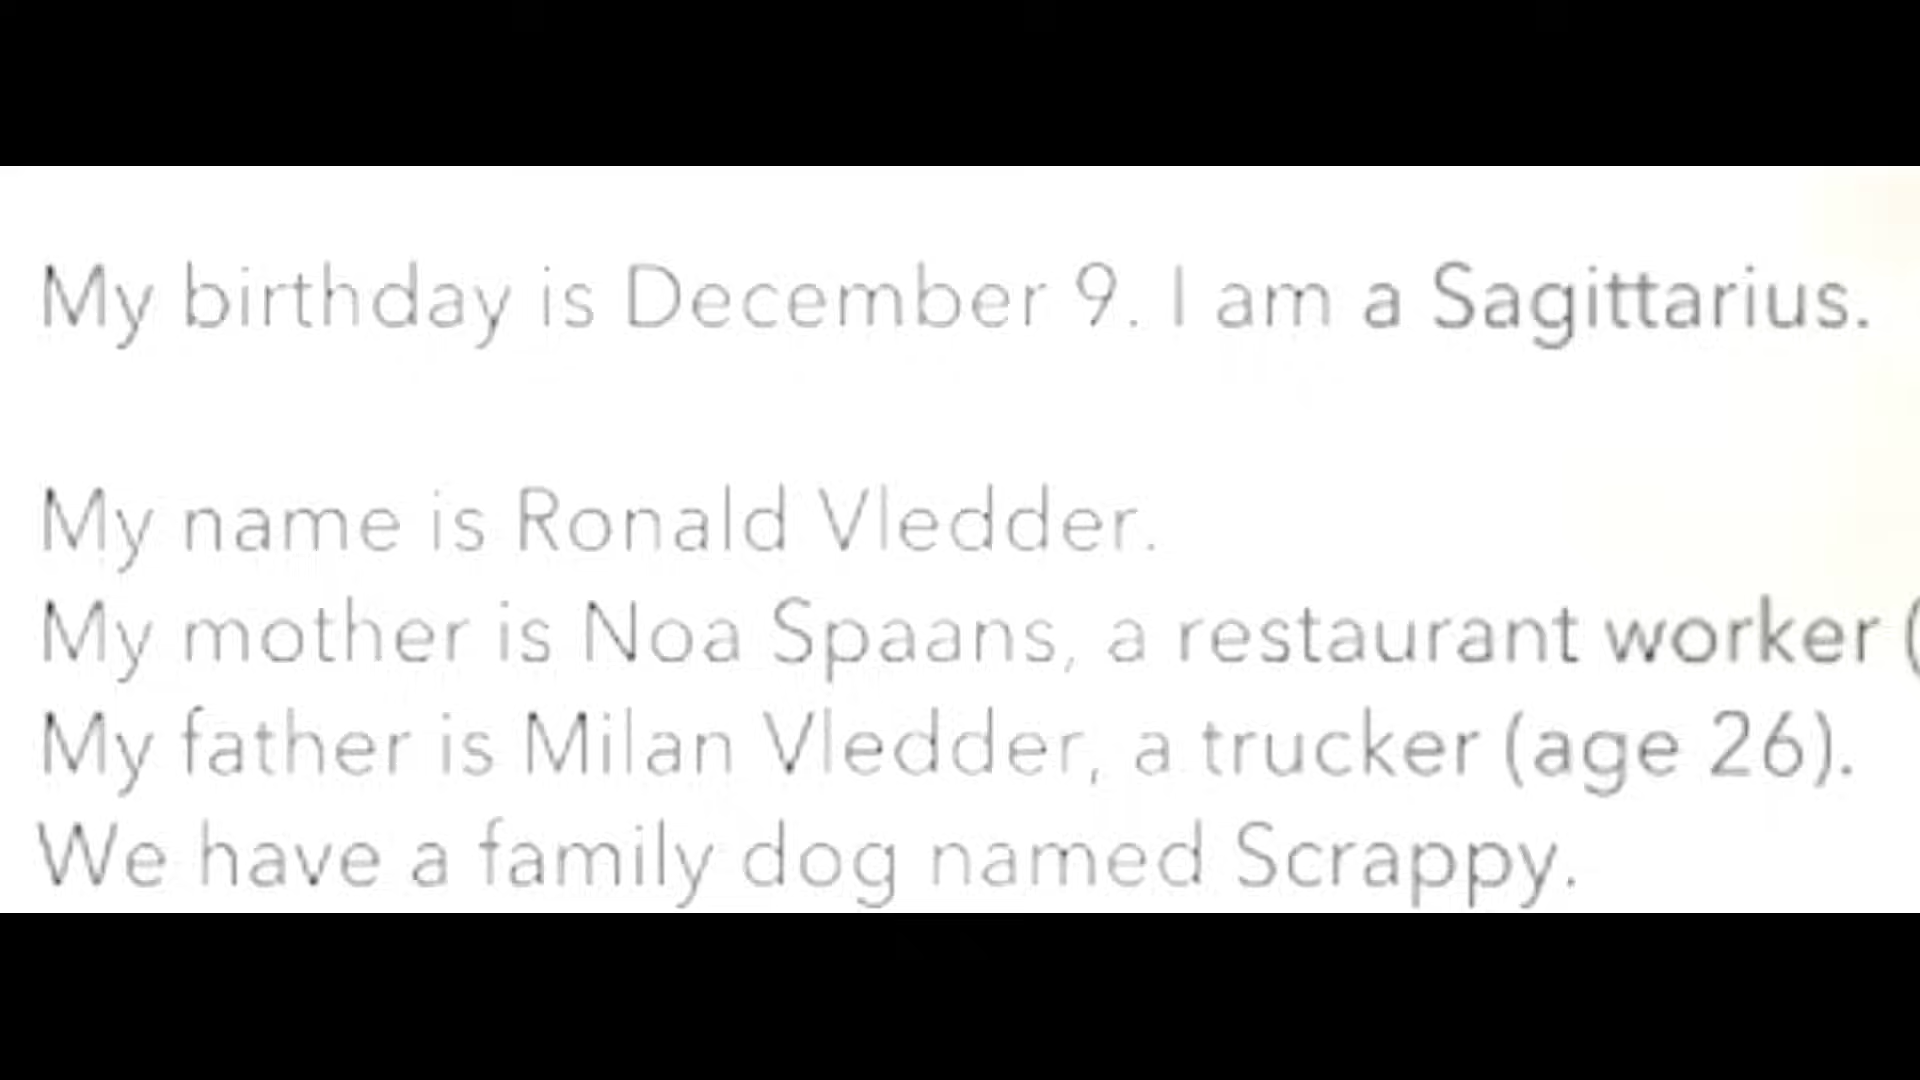 My birthday is December 9. I am a Sagittarius.
My name is Ronald Vledder.
My mother is Noa Spaans, a restaurant worker (
My father is Milan Vledder, a trucker (age 26).
We have a family dog named Scrappy.